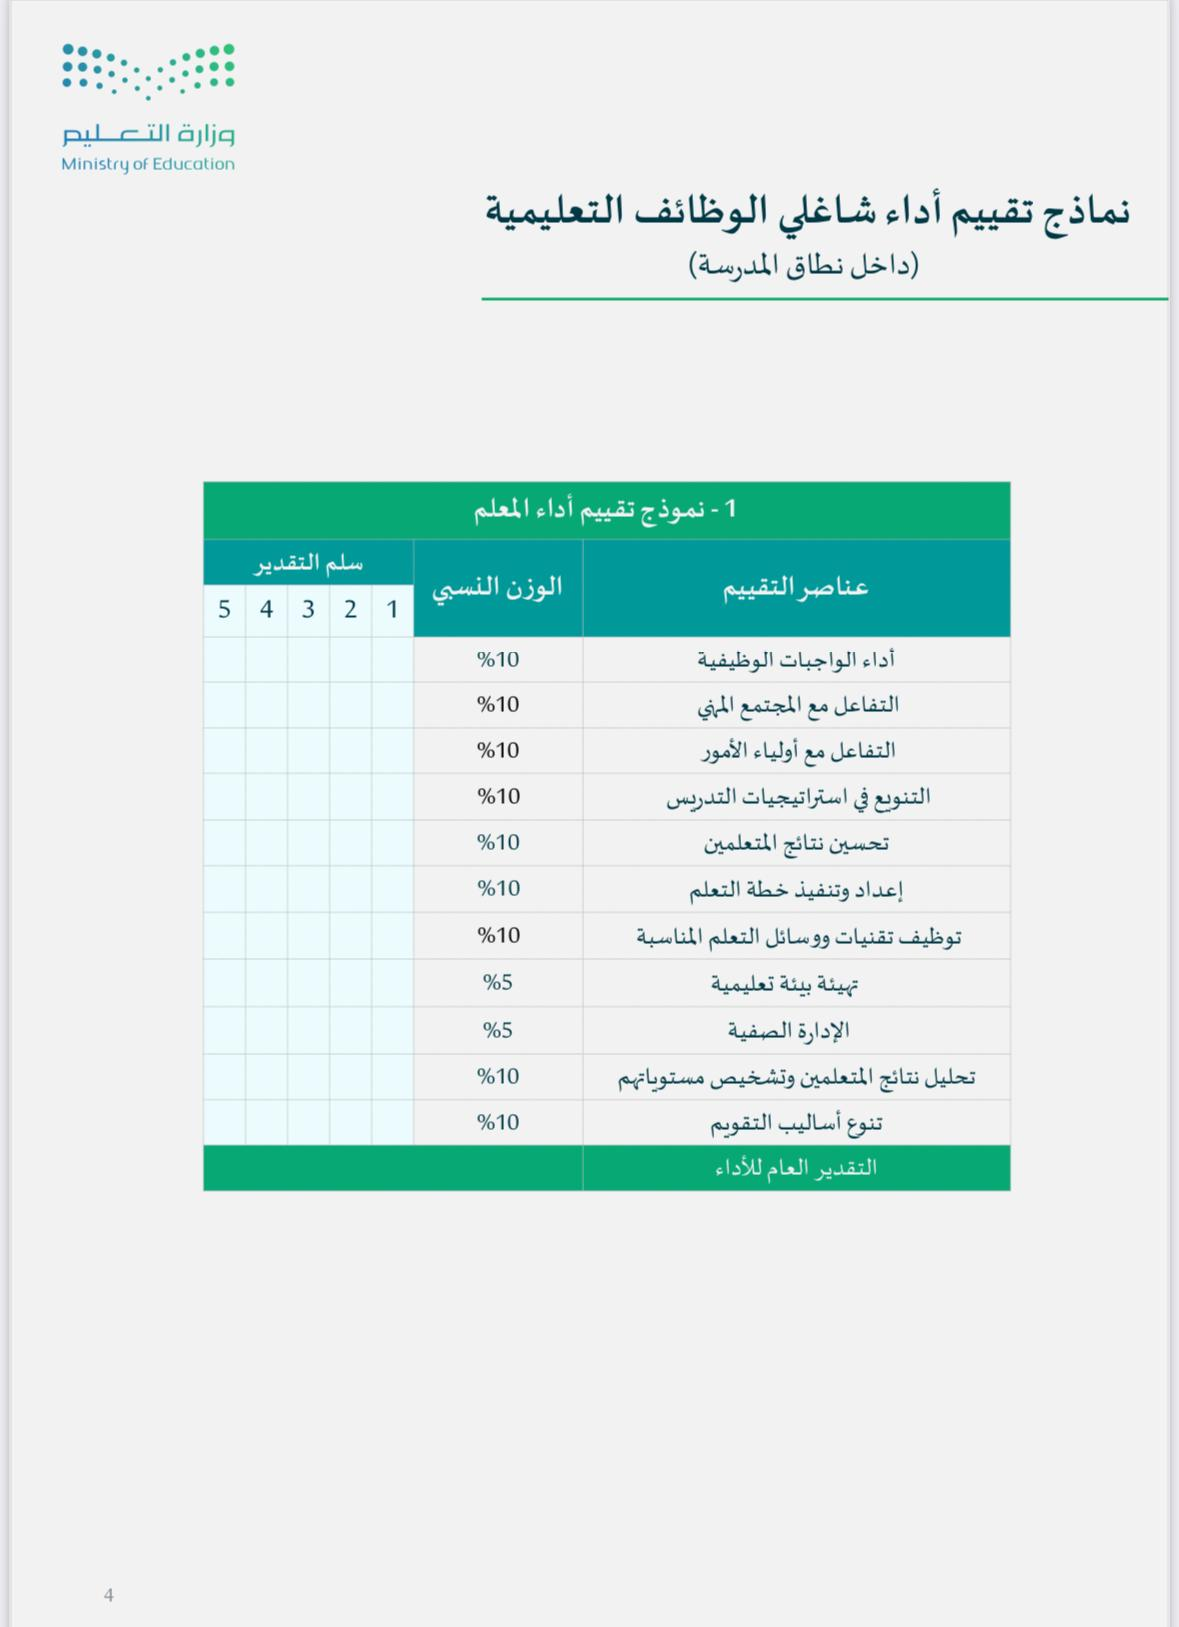 وزارة التعليم
Ministry of Education
نماذج تقييم أداء شاغلي الوظائف التعليمية
(داخل نطاق المدرسة)
1 - نموذج تقييم أداء المعلم
عناصر التقييم الوزن النسبي سلم التقدير
1 2 3 4 5
أداء الواجبات الوظيفية %10
التفاعل مع المجتمع المهني %10
التفاعل مع أولياء الأمور %10
التنويع في استراتيجيات التدريس %10
تحسين نتائج المتعلمين %10
إعداد وتنفيذ خطة التعلم %10
توظيف تقنيات ووسائل التعلم المناسبة %10
تهيئة بيئة تعليمية %5
الإدارة الصفية %5
تحليل نتائج المتعلمين وتشخيص مستوياتهم %10
تنوع أساليب التقويم %10
التقدير العام للأداء
4